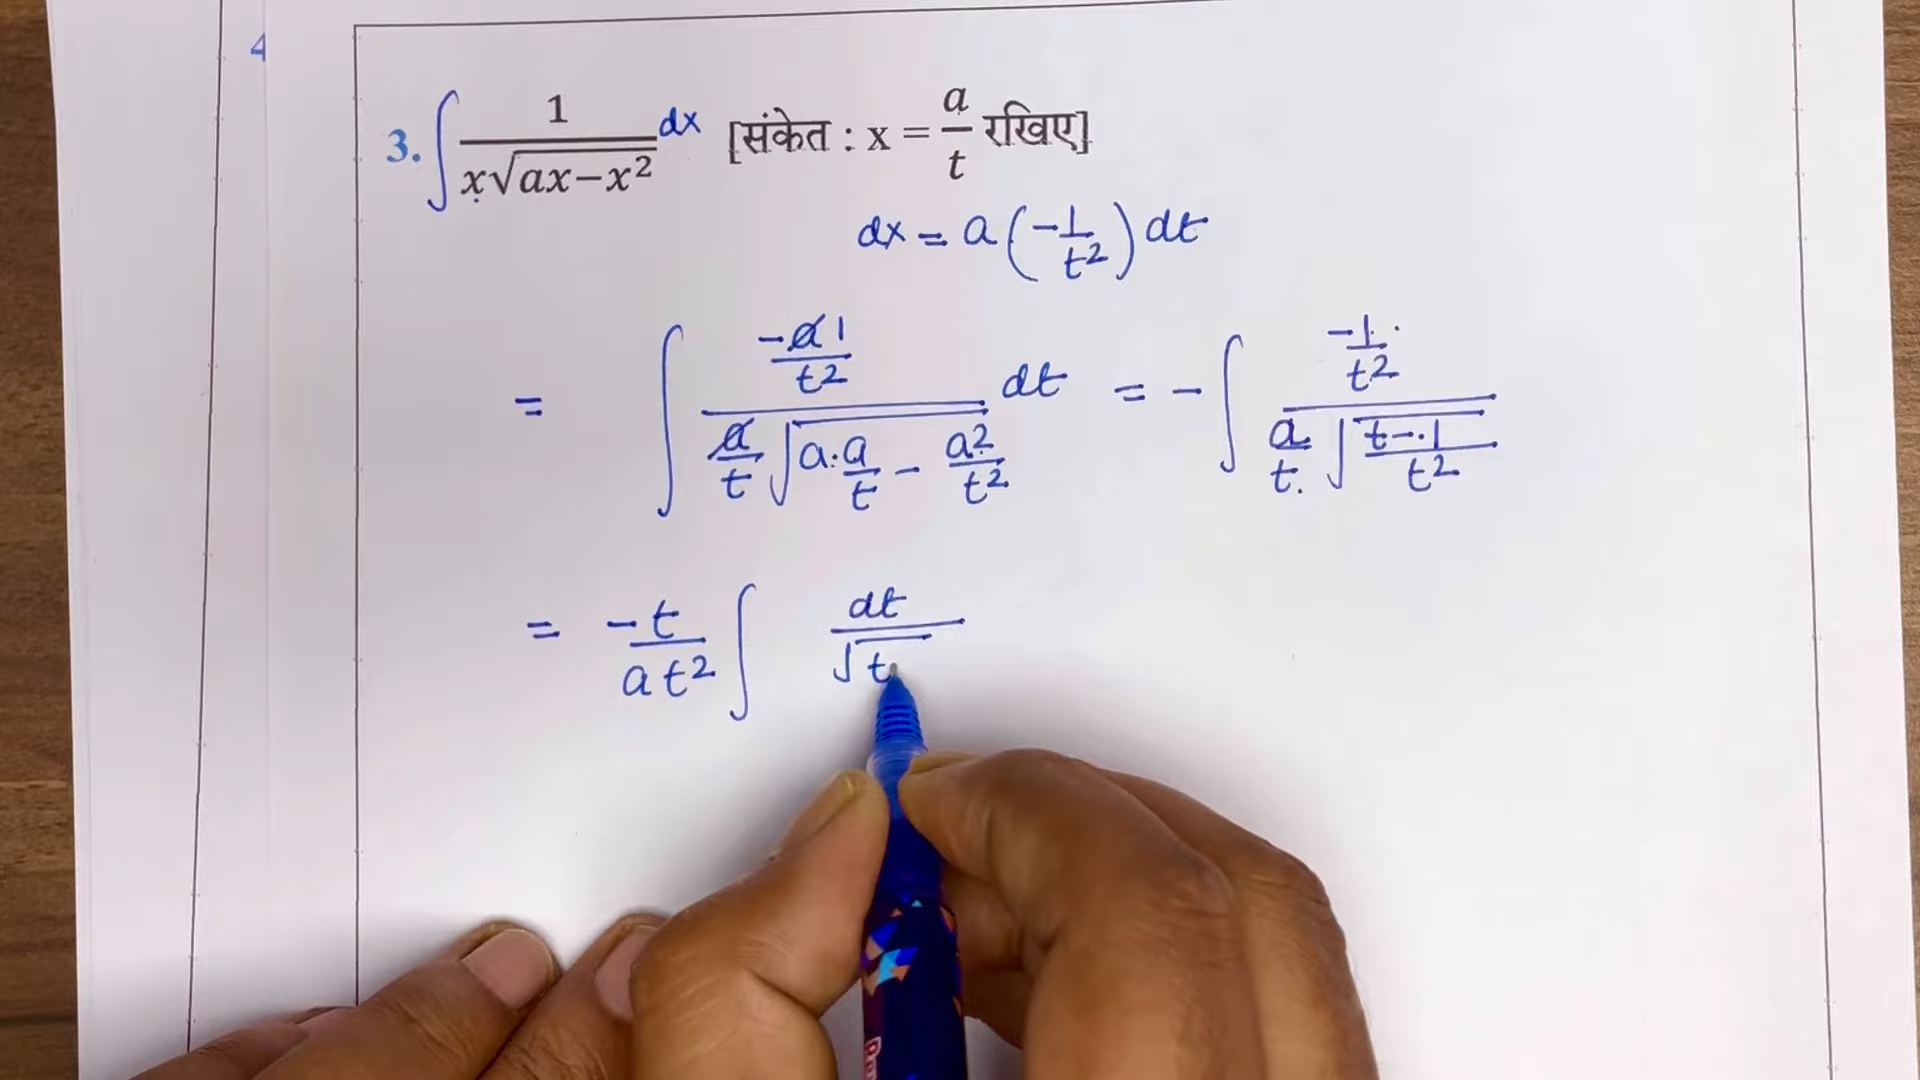 4
3. ∫ 1/(x√(ax−x²)) dx [संकेत : x = a/t रखिए]
dx = a(−1/t²) dt
= ∫ (−a1/t²)/((a/t)√(a·a/t − a²/t²)) dt = −∫ (−1/t²)/((a/t)√((t−1)/t²))
= −t/(at²) ∫ dt/√t